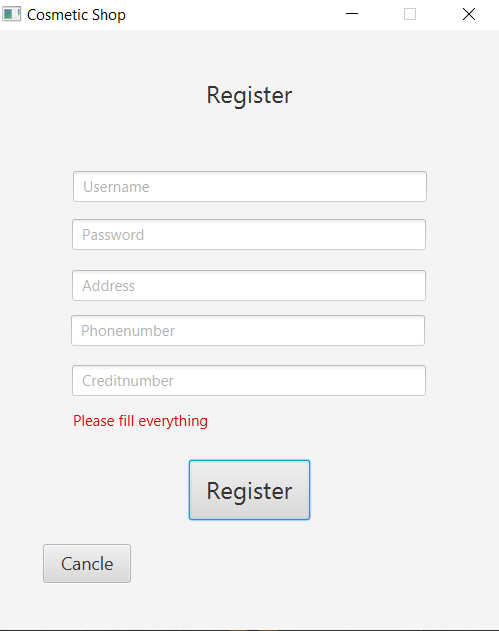 Cosmetic Shop
Register
Username
Password
Address
Phonenumber
Creditnumber
Please fill everything
Register
Cancle